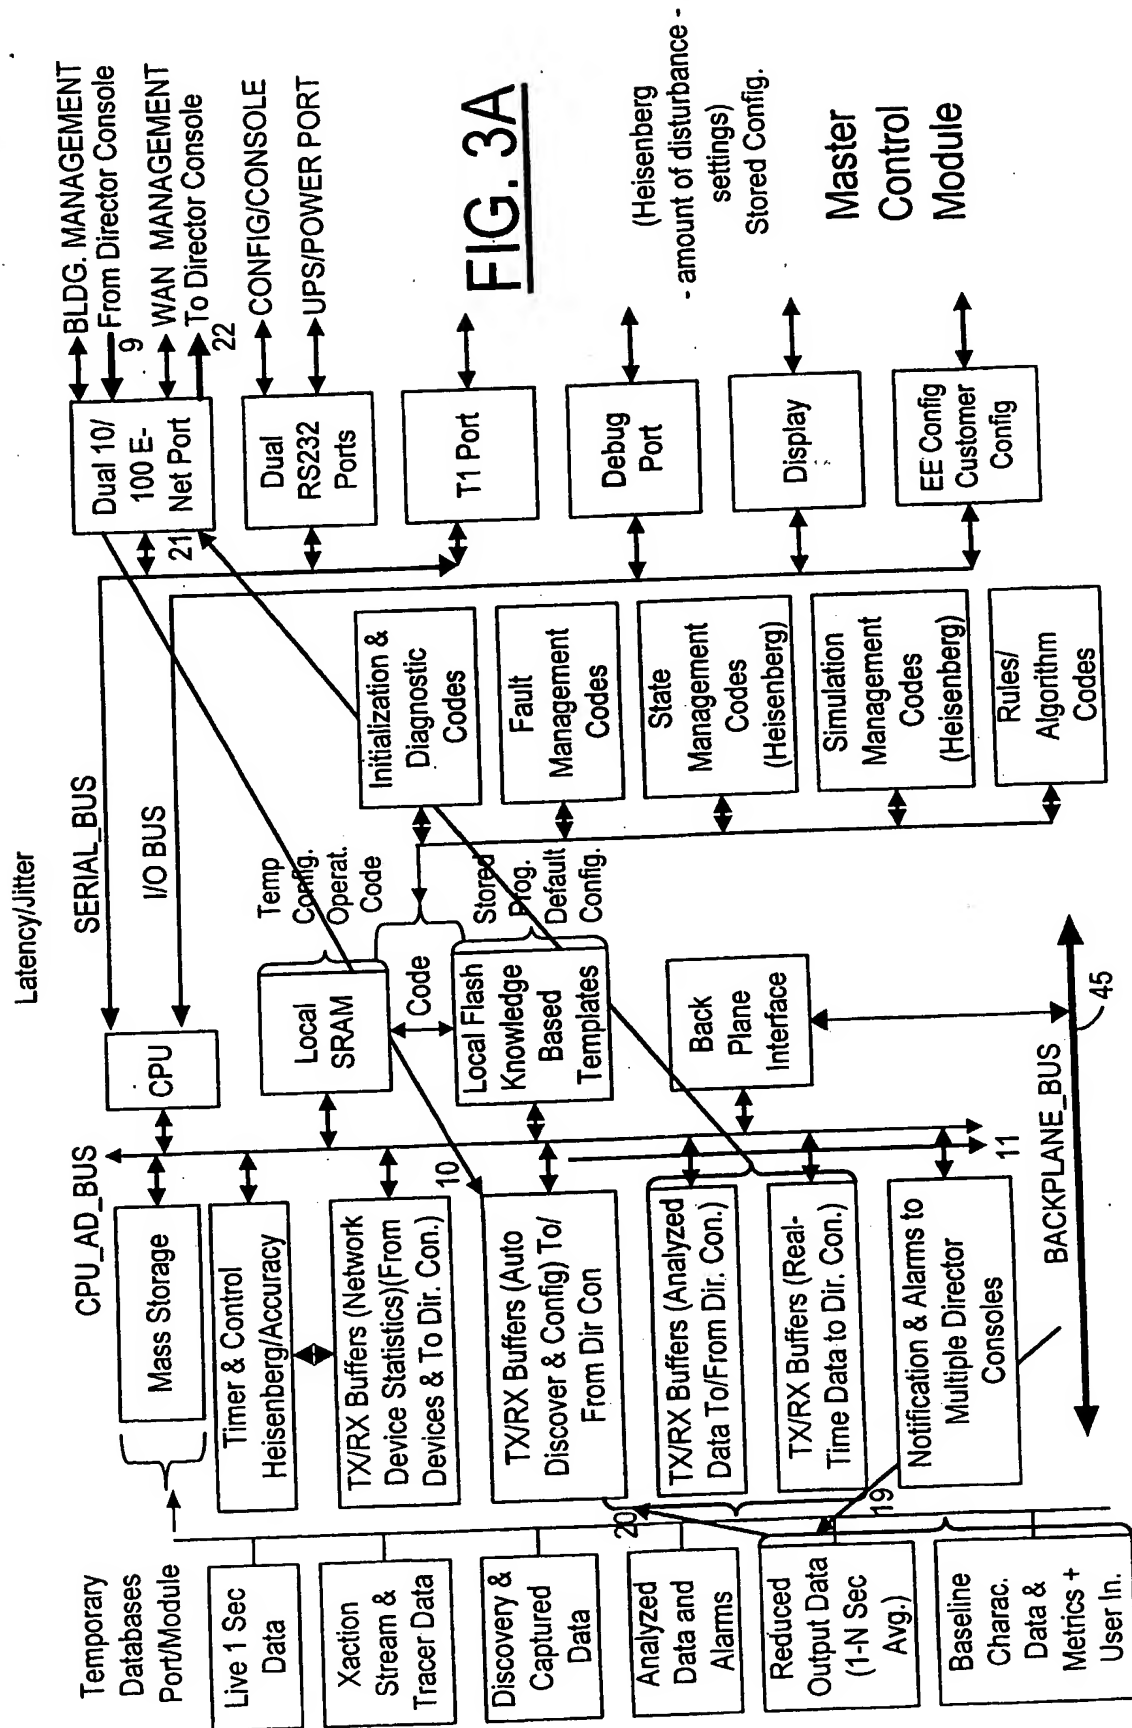 Latency/Jitter
BLDG. MANAGEMENT
From Director Console
9
WAN MANAGEMENT
To Director Console
22
CONFIG/CONSOLE
UPS/POWER PORT
FIG. 3A
(Heisenberg
- amount of disturbance -
settings)
Stored Config.
Master
Control
Module
Dual 10/
100 E-
Net Port
21
Dual
RS232
Ports
T1 Port
Debug
Port
Display
EE Config
Customer
Config
SERIAL_BUS
I/O BUS
Initialization &
Diagnostic
Codes
Fault
Management
Codes
State
Management
Codes
(Heisenberg)
Simulation
Management
Codes
(Heisenberg)
Rules/
Algorithm
Codes
Temp
Config.
Operat.
Code
Stored
Prog.
Default
Config.
CPU
Local
SRAM
Code
Local Flash
Knowledge
Based
Templates
Back
Plane
Interface
45
BACKPLANE_BUS
CPU_AD_BUS
10
11
Mass Storage
Timer & Control
Heisenberg/Accuracy
TX/RX Buffers (Network
Device Statistics)(From
Devices & To Dir. Con.)
TX/RX Buffers (Auto
Discover & Config) To/
From Dir Con
TX/RX Buffers (Analyzed
Data To/From Dir. Con.)
TX/RX Buffers (Real-
Time Data to Dir. Con.)
Notification & Alarms to
Multiple Director
Consoles
20
19
Temporary
Databases
Port/Module
Live 1 Sec
Data
Xaction
Stream &
Tracer Data
Discovery &
Captured
Data
Analyzed
Data and
Alarms
Reduced
Output Data
(1-N Sec
Avg.)
Baseline
Charac.
Data &
Metrics +
User In.